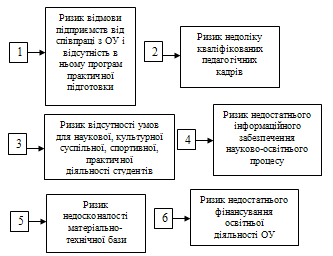 1
Ризик відмови
підприємств від
співпраці з ОУ і
відсутність в
ньому програм
практичної
підготовки
2
Ризик недоліку
кваліфікованих
педагогічних
кадрів
3
Ризик відсутності умов
для наукової, культурної
суспільної, спортивної,
практичної
діяльності студентів
4
Ризик недостатнього
інформаційного
забезпечення
науково-освітнього
процесу
5
Ризик
недосконалості
матеріально-
технічної бази
6
Ризик недостатнього
фінансування
освітньої
діяльності ОУ